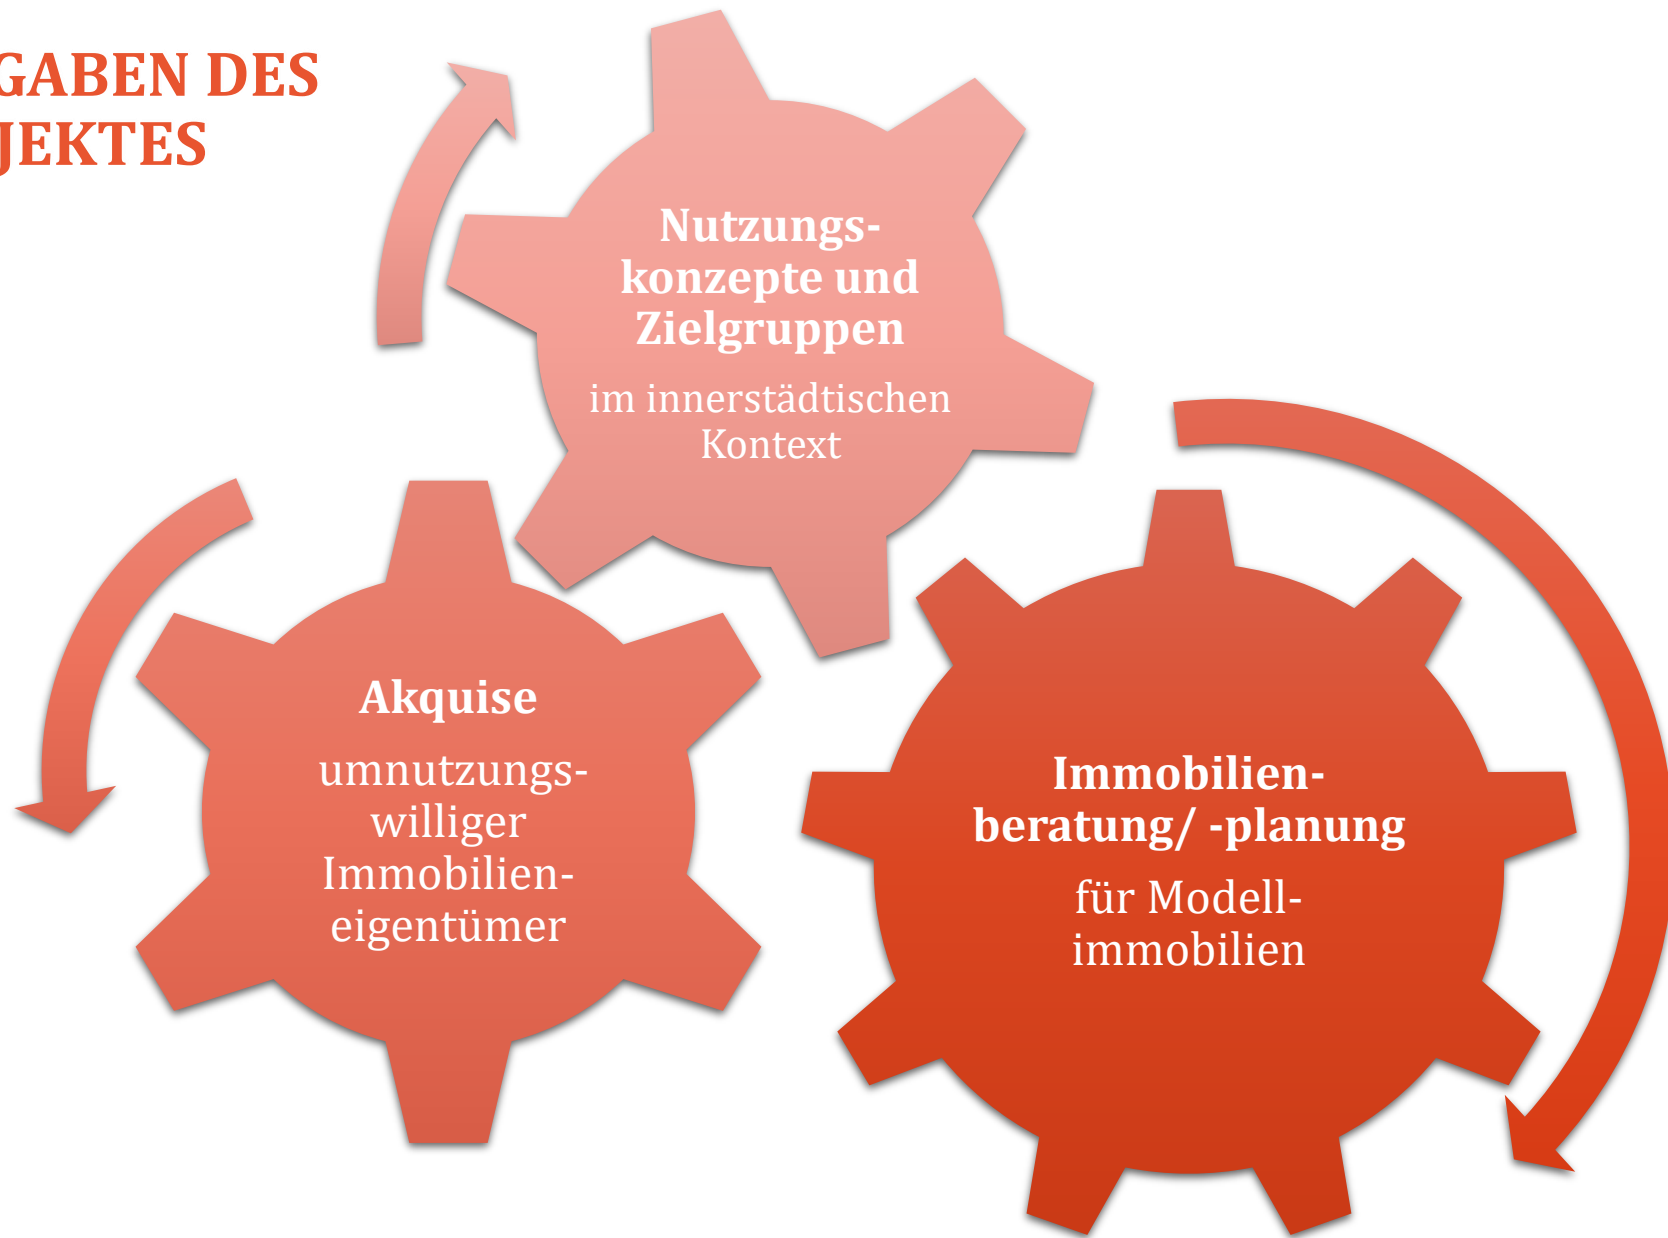 GABEN DES
JEKTES
Nutzungs-
konzepte und
Zielgruppen
im innerstädtischen
Kontext
Akquise
umnutzungs-
williger
Immobilien-
eigentümer
Immobilien-
beratung/ -planung
für Modell-
immobilien